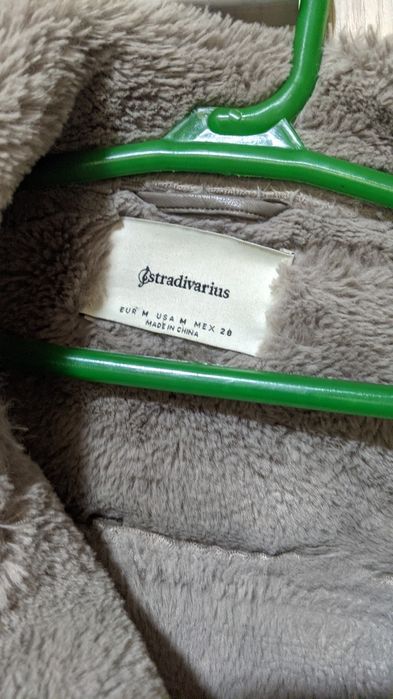 stradivarius
EUR M USA M MEX 28
MADE IN CHINA